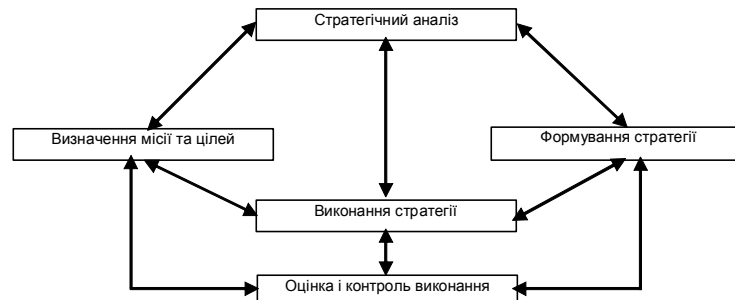 Стратегічний аналіз
Визначення місії та цілей
Формування стратегії
Виконання стратегії
Оцінка і контроль виконання